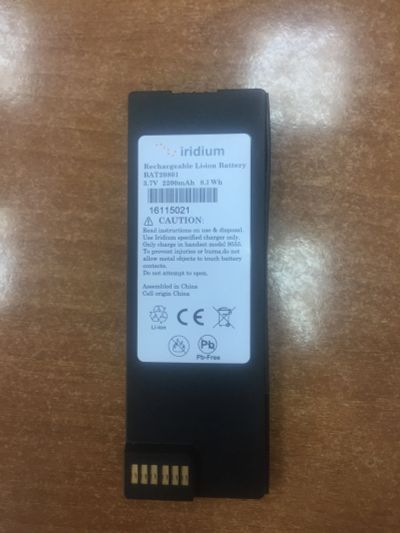 iridium
Rechargeable Li-ion Battery
BAT20801
3.7V 2200mAh 8.1Wh
16115021
⚠ CAUTION:
Read instructions on use & disposal.
Use Iridium specified charger only.
Only charge in handset model 9555.
To prevent injuries or burns,do not
allow metal objects to touch battery
contacts.
Do not attempt to open.
Assembled in China
Cell origin China
Li-ion
CE
Pb
Pb-Free